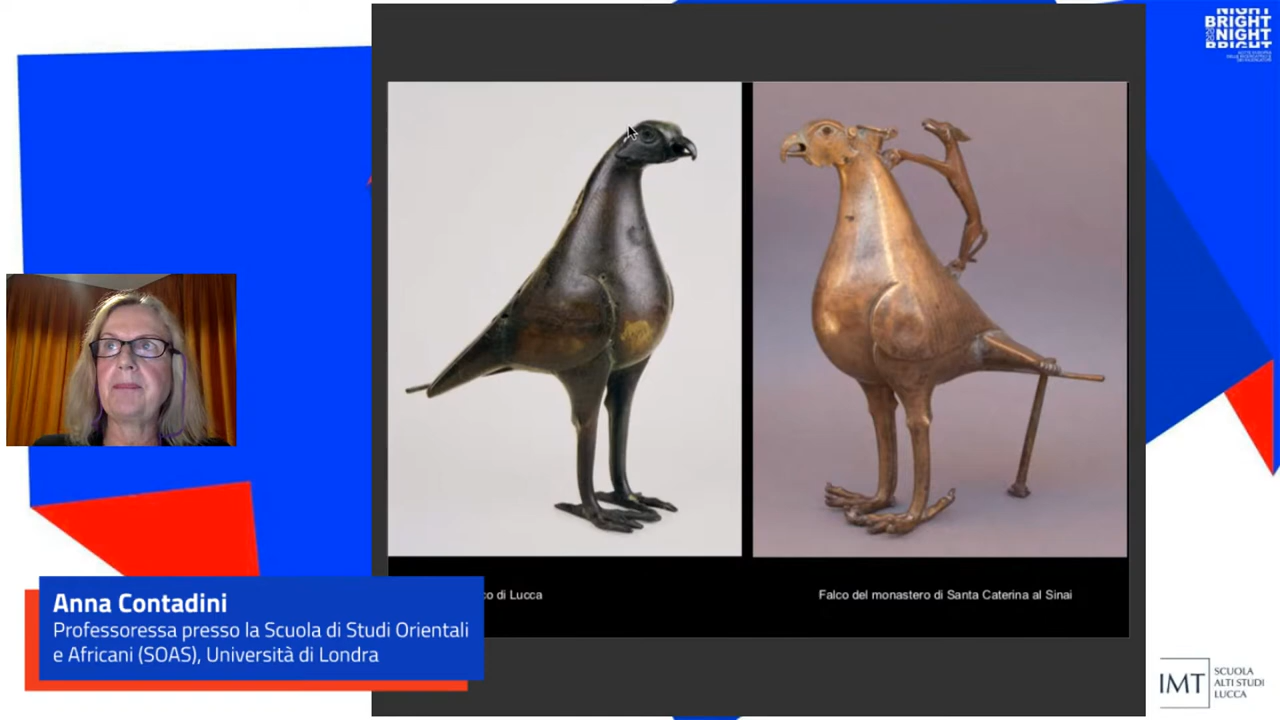 NIGHT
BRIGHT
NIGHT
BRIGHT
Anna Contadini
Professoressa presso la Scuola di Studi Orientali
e Africani (SOAS), Università di Londra
co di Lucca
Falco del monastero di Santa Caterina al Sinai
IMT
SCUOLA
ALTI STUDI
LUCCA